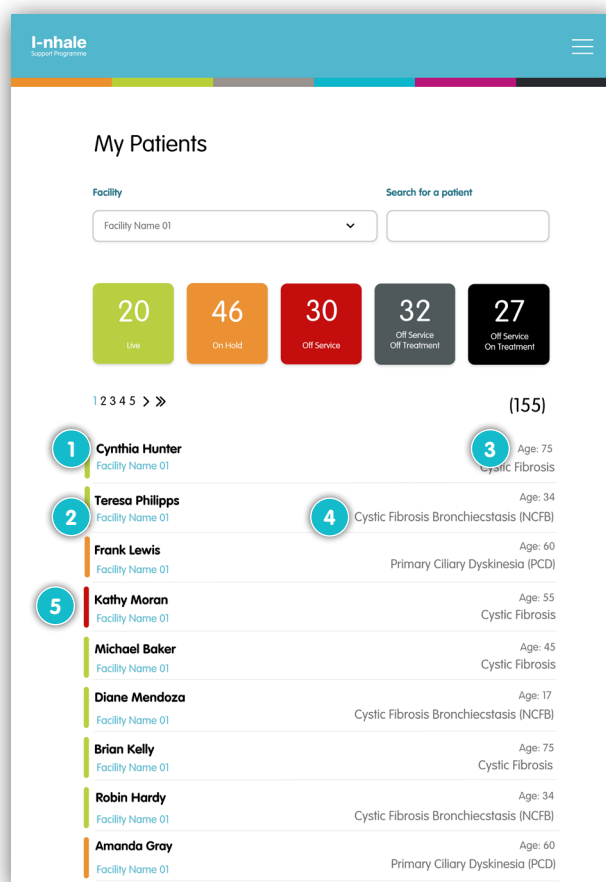 I-nhale
Support Programme
My Patients
Facility
Search for a patient
Facility Name 01
20
Live
46
On Hold
30
Off Service
32
Off Service
Off Treatment
27
Off Service
On Treatment
1 2 3 4 5
(155)
1
Cynthia Hunter
Facility Name 01
3
Age: 75
Cystic Fibrosis
2
Teresa Philipps
Facility Name 01
4
Age: 34
Cystic Fibrosis Bronchiecstasis (NCFB)
Frank Lewis
Facility Name 01
Age: 60
Primary Ciliary Dyskinesia (PCD)
5
Kathy Moran
Facility Name 01
Age: 55
Cystic Fibrosis
Michael Baker
Facility Name 01
Age: 45
Cystic Fibrosis
Diane Mendoza
Facility Name 01
Age: 17
Cystic Fibrosis Bronchiecstasis (NCFB)
Brian Kelly
Facility Name 01
Age: 75
Cystic Fibrosis
Robin Hardy
Facility Name 01
Age: 34
Cystic Fibrosis Bronchiecstasis (NCFB)
Amanda Gray
Facility Name 01
Age: 60
Primary Ciliary Dyskinesia (PCD)